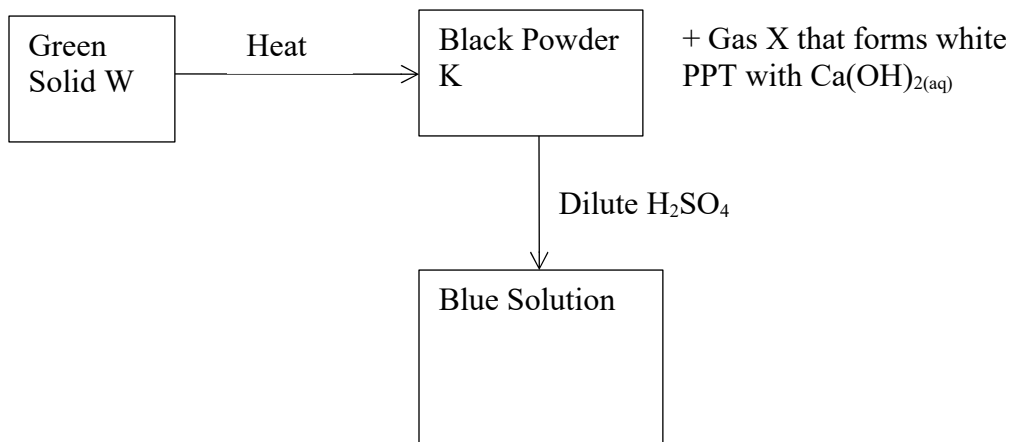 Green
Solid W
Heat
Black Powder
K
+ Gas X that forms white
PPT with Ca(OH)₂₍aq₎
Dilute H₂SO₄
Blue Solution